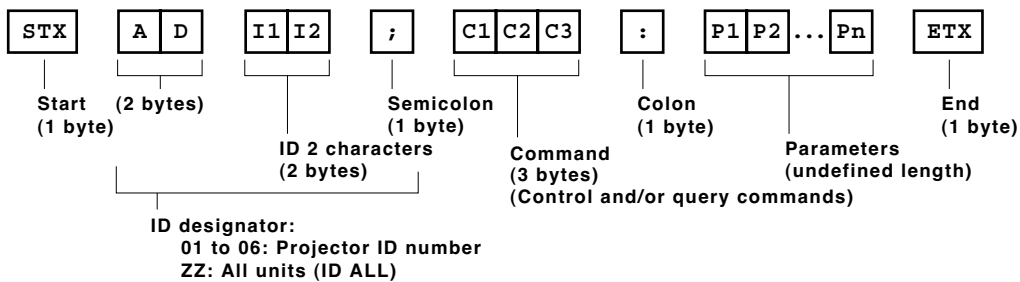 STX A D I1 I2 ; C1 C2 C3 : P1 P2 ... Pn ETX
Start (2 bytes) Semicolon Colon End
(1 byte) (1 byte) (1 byte) (1 byte)
ID 2 characters Command Parameters
(2 bytes) (3 bytes) (undefined length)
(Control and/or query commands)
ID designator:
01 to 06: Projector ID number
ZZ: All units (ID ALL)